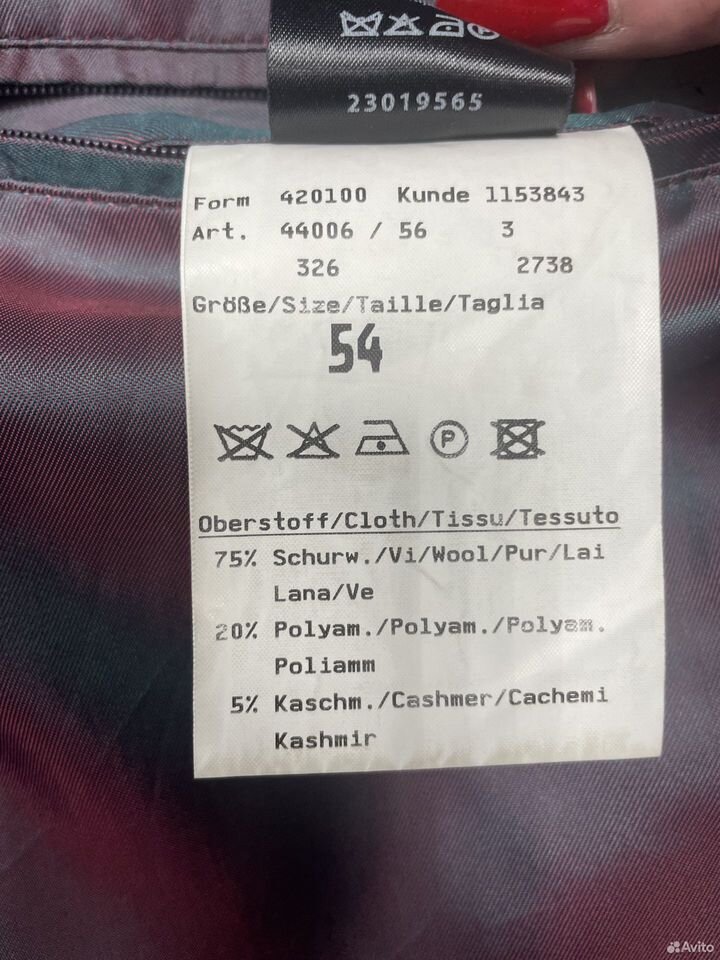 23019565
Form 420100 Kunde 1153843
Art. 44006 / 56 3
326 2738
Größe/Size/Taille/Taglia
54
P
Oberstoff/Cloth/Tissu/Tessuto
75% Schurw./Vi/Wool/Pur/Lai
Lana/Ve
20% Polyam./Polyam./Polyam.
Poliamm
5% Kaschm./Cashmer/Cachemi
Kashmir
Avito